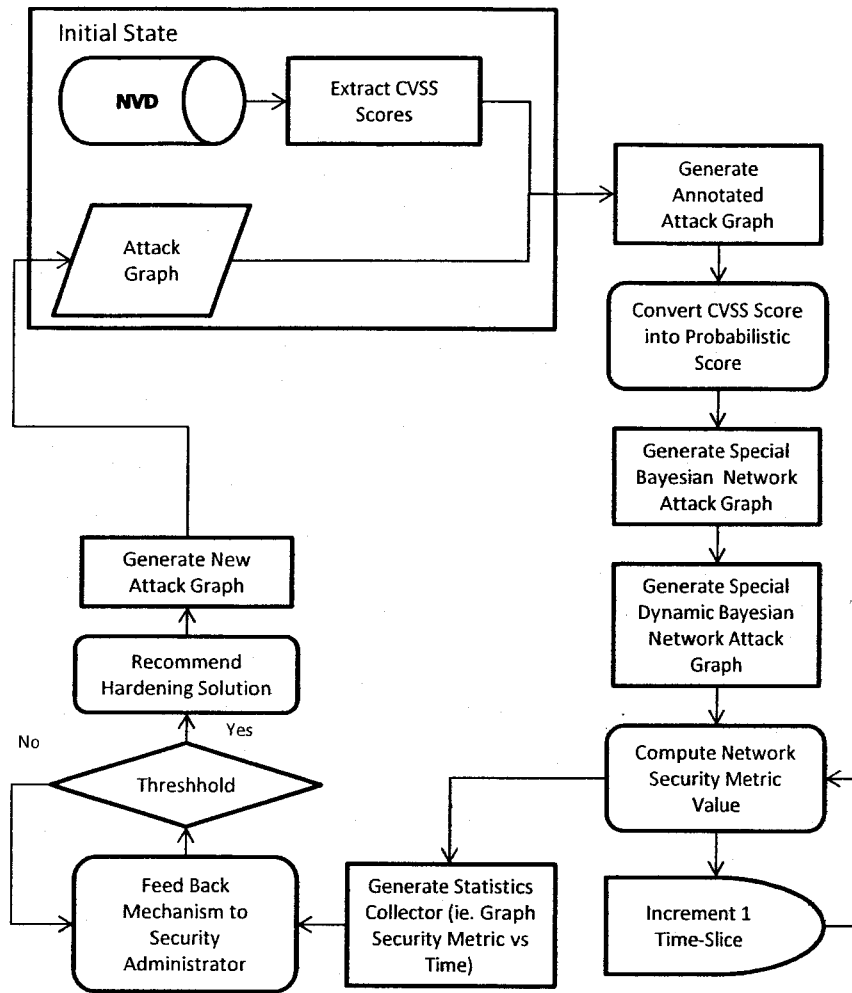 Initial State
NVD
Extract CVSS
Scores
Attack
Graph
Generate
Annotated
Attack Graph
Convert CVSS Score
into Probabilistic
Score
Generate Special
Bayesian Network
Attack Graph
Generate Special
Dynamic Bayesian
Network Attack
Graph
Compute Network
Security Metric
Value
Increment 1
Time-Slice
Generate Statistics
Collector (ie. Graph
Security Metric vs
Time)
Feed Back
Mechanism to
Security
Administrator
Threshhold
No
Yes
Recommend
Hardening Solution
Generate New
Attack Graph